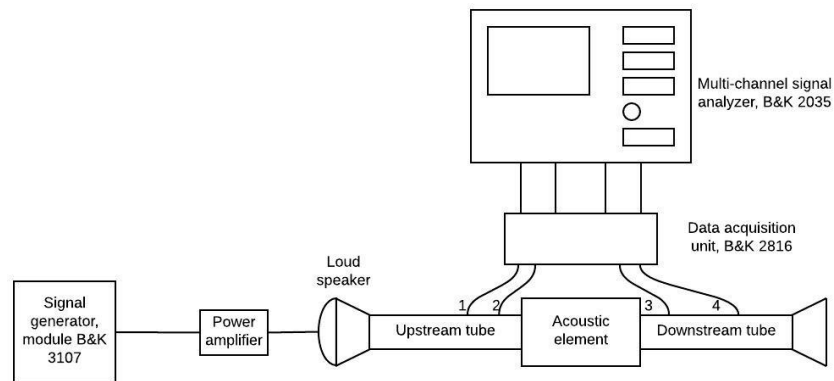 Multi-channel signal
analyzer, B&K 2035
Data acquisition
unit, B&K 2816
Loud
speaker
Signal
generator,
module B&K
3107
Power
amplifier
1
2
3
4
Upstream tube
Acoustic
element
Downstream tube